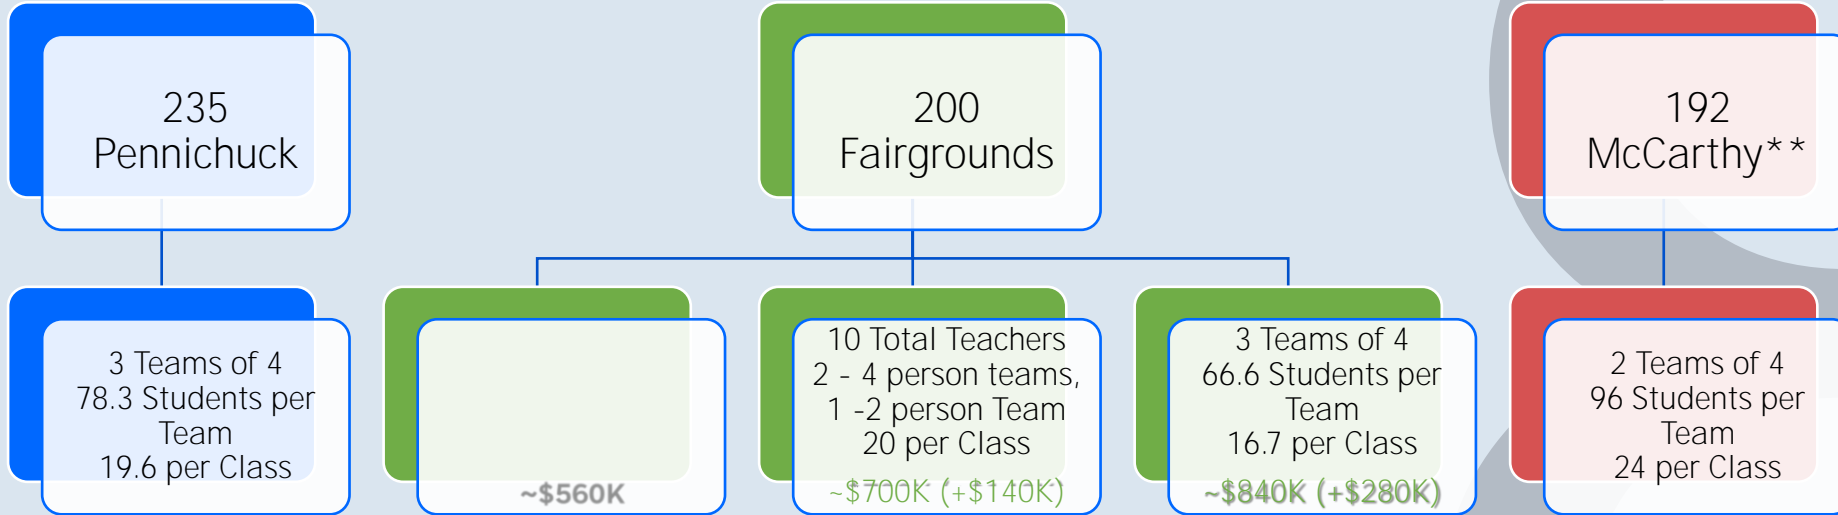 235
Pennichuck
200
Fairgrounds
192
McCarthy**
3 Teams of 4
78.3 Students per
Team
19.6 per Class
~$560K
10 Total Teachers
2 - 4 person teams,
1 -2 person Team
20 per Class
~$700K (+$140K)
3 Teams of 4
66.6 Students per
Team
16.7 per Class
~$840K (+$280K)
2 Teams of 4
96 Students per
Team
24 per Class